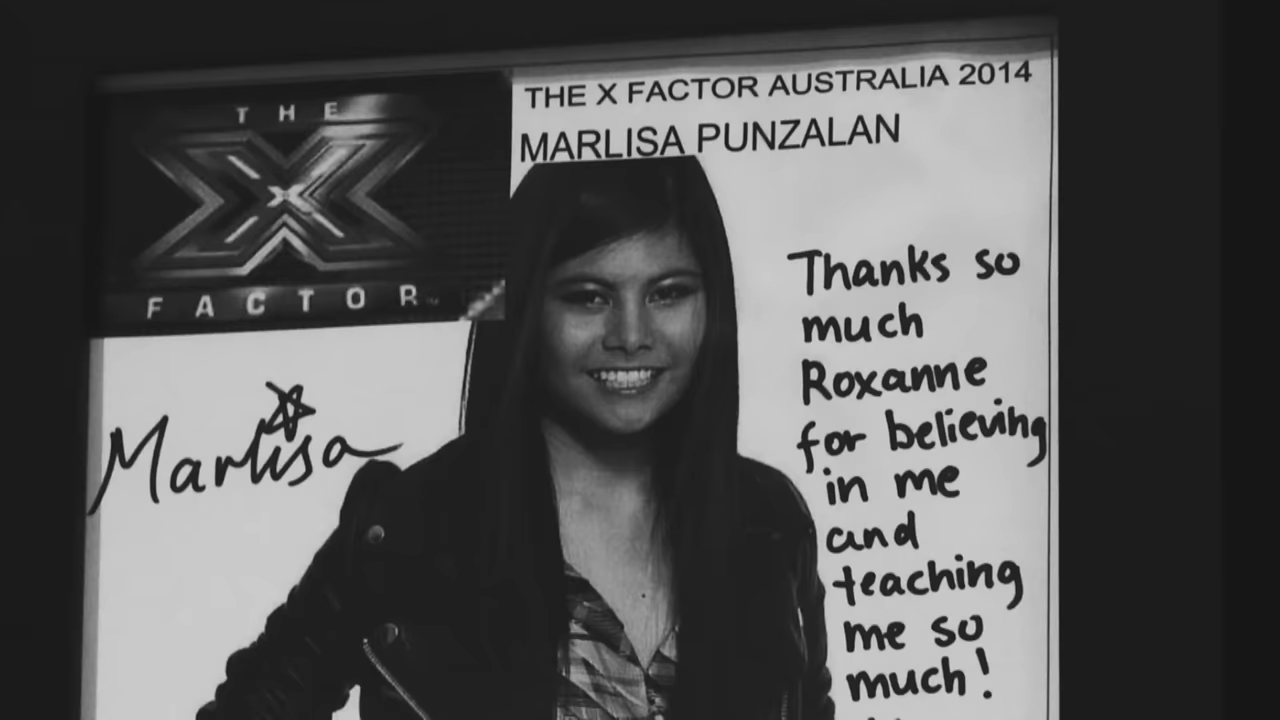 THE
FACTOR
THE X FACTOR AUSTRALIA 2014
MARLISA PUNZALAN
Marlisa
Thanks so
much
Roxanne
for believing
in me
and
teaching
me so
much!